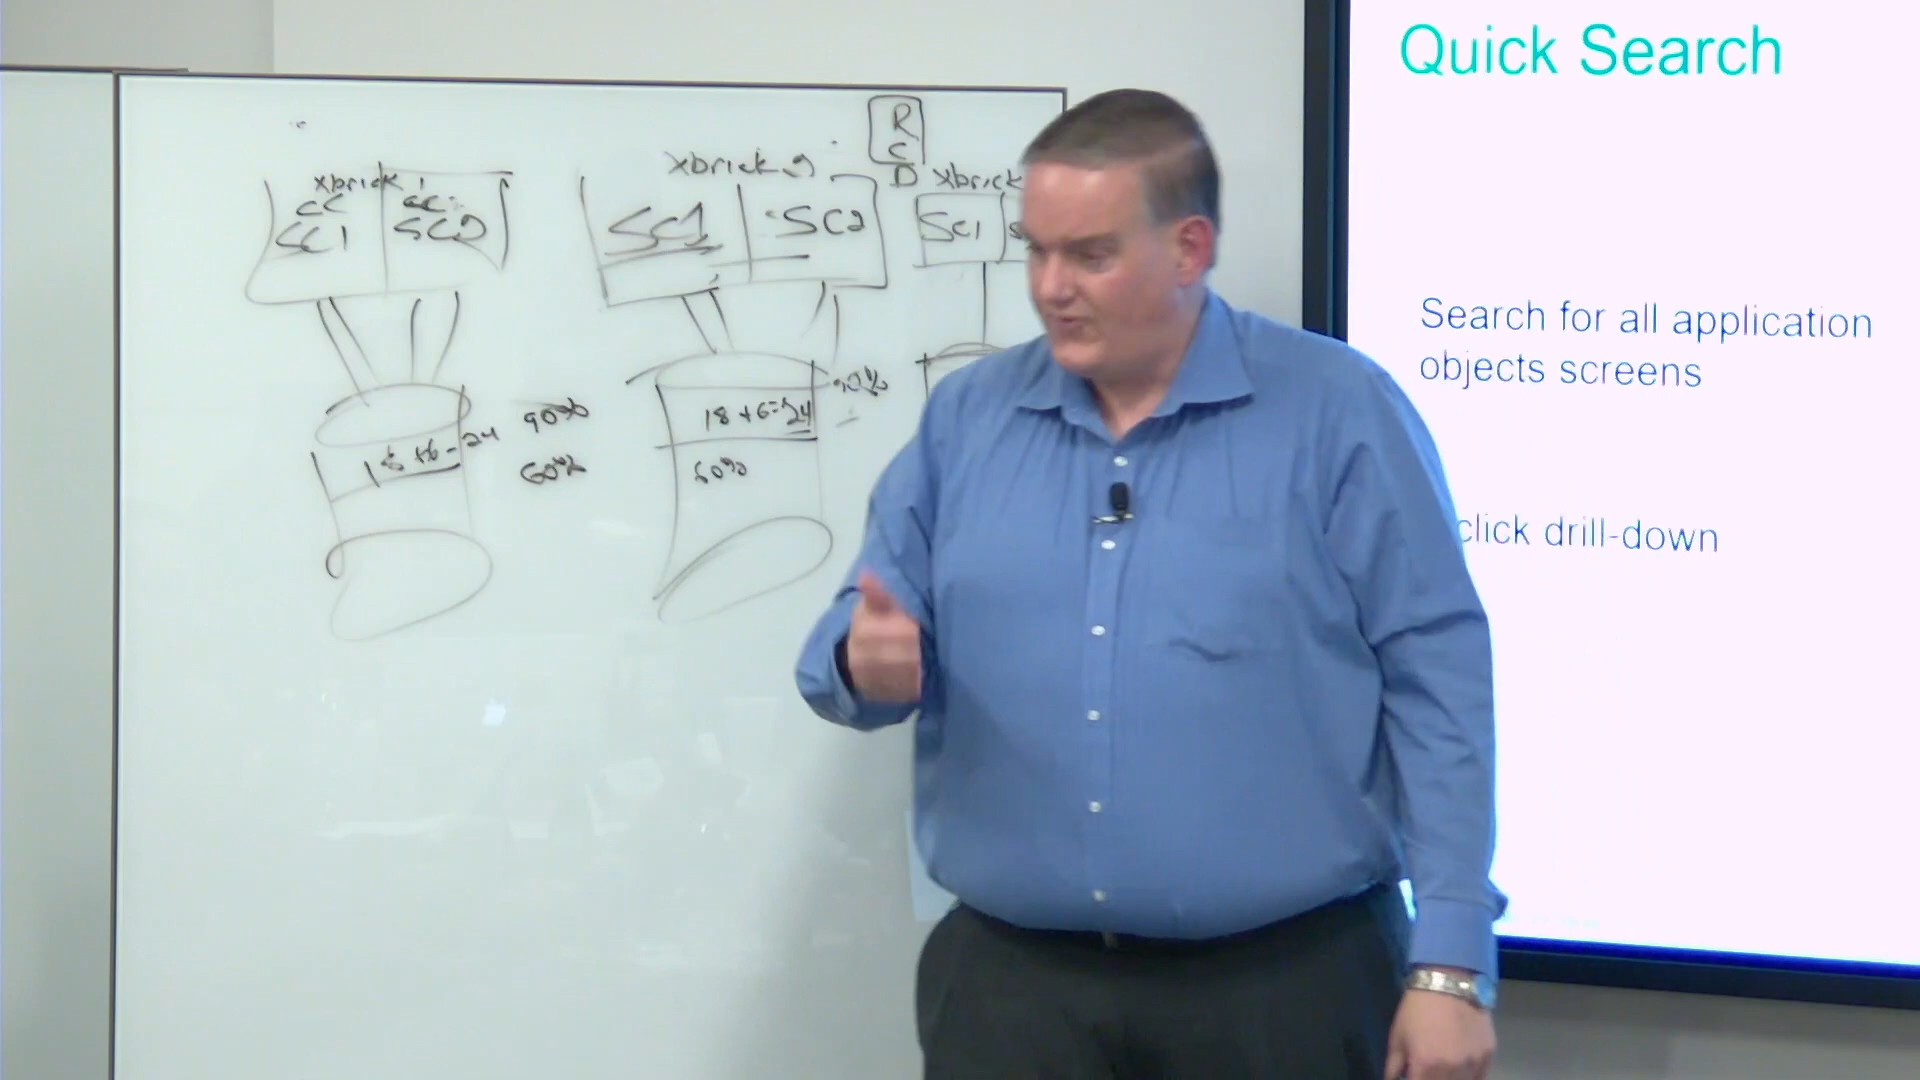 Quick Search
Search for all application
objects screens
click drill-down
R
C
D
xbrick 1
SC1
SC2
90%
60%
xbrick 2
SC1
SC2
18+6=24
90%
60%
xbrick
SC1